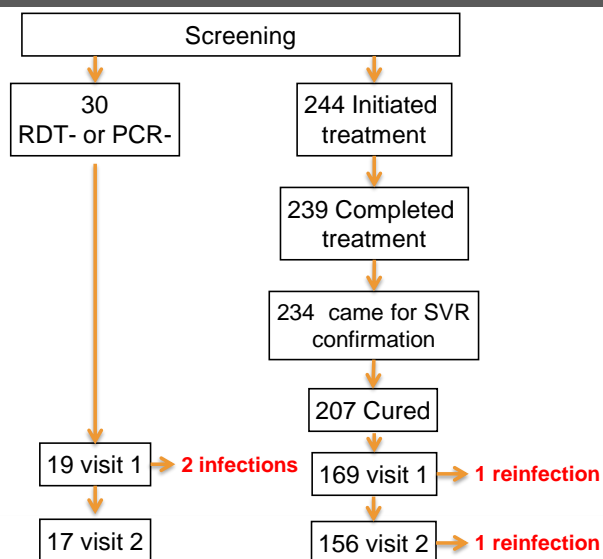 Screening
30
RDT- or PCR-
244 Initiated
treatment
239 Completed
treatment
234 came for SVR
confirmation
207 Cured
19 visit 1
2 infections
169 visit 1
1 reinfection
17 visit 2
156 visit 2
1 reinfection